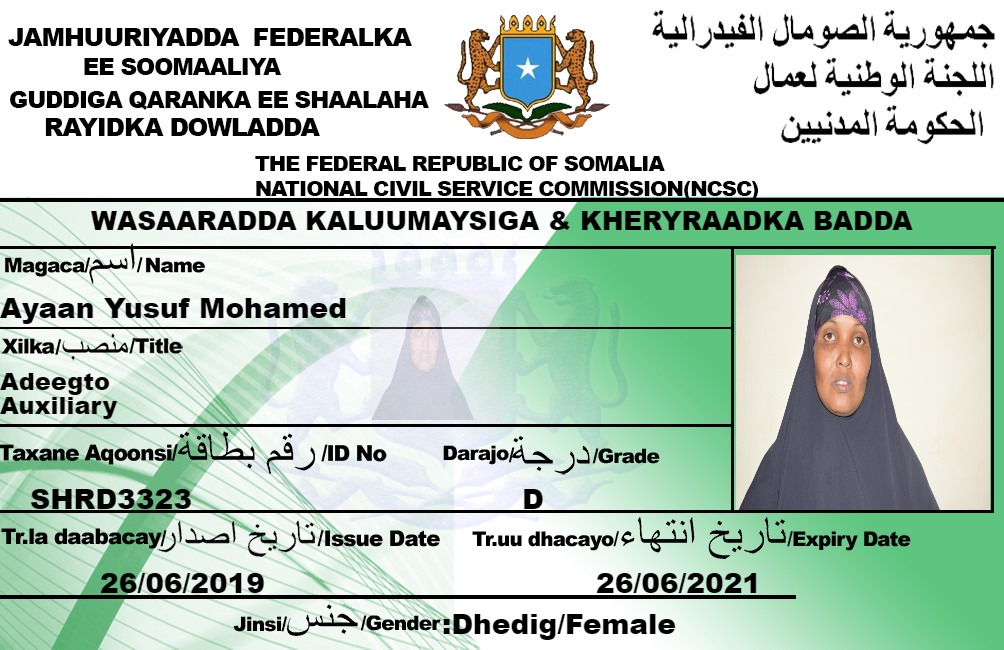 JAMHUURIYADDA FEDERALKA
EE SOOMAALIYA
GUDDIGA QARANKA EE SHAALAHA
RAYIDKA DOWLADDA
جمهورية الصومال الفيدرالية
اللجنة الوطنية لعمال
الحكومة المدنيين
THE FEDERAL REPUBLIC OF SOMALIA
NATIONAL CIVIL SERVICE COMMISSION(NCSC)
WASAARADDA KALUUMAYSIGA & KHERYRAADKA BADDA
Magaca/اسم/Name
Ayaan Yusuf Mohamed
Xilka/منصب/Title
Adeegto
Auxiliary
Taxane Aqoonsi/رقم بطاقة/ID No Darajo/درجة/Grade
SHRD3323 D
Tr.la daabacay/تاريخ اصدار/Issue Date Tr.uu dhacayo/تاريخ انتهاء/Expiry Date
26/06/2019 26/06/2021
Jinsi/جنس/Gender:Dhedig/Female